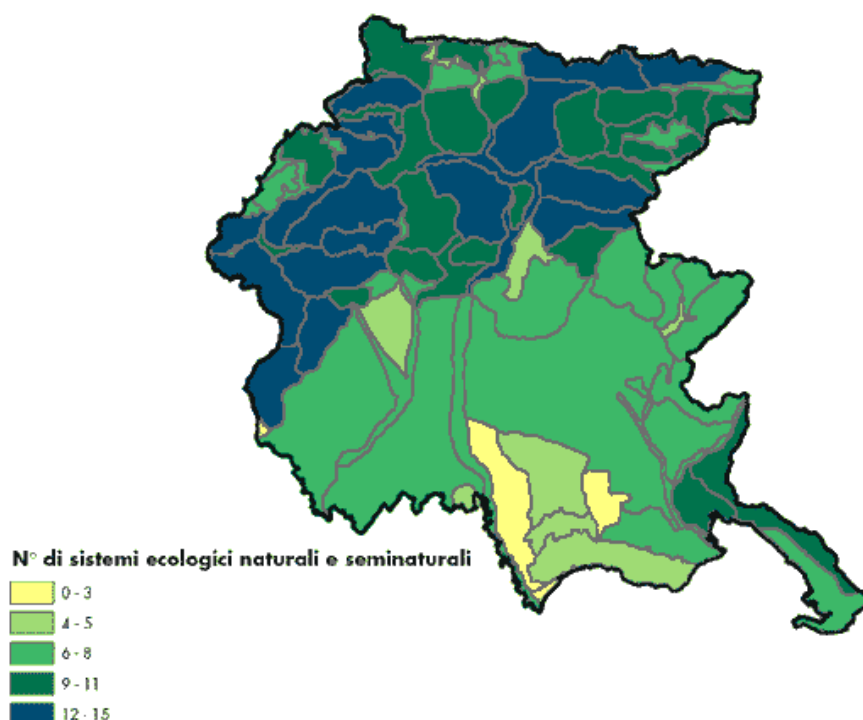 N° di sistemi ecologici naturali e seminaturali
0 - 3
4 - 5
6 - 8
9 - 11
12 - 15